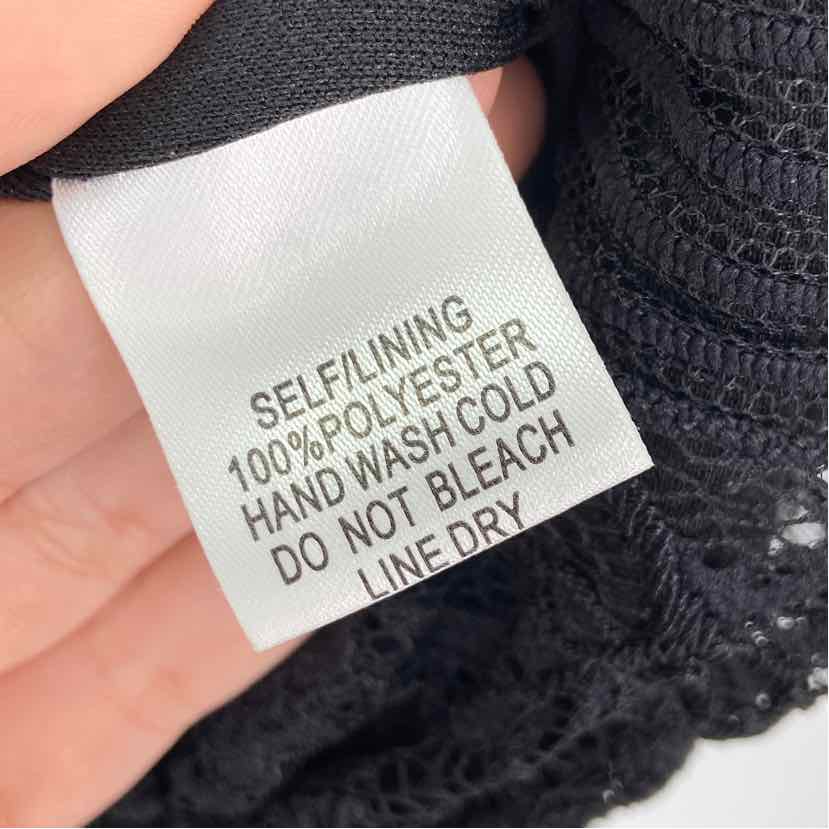 SELF/LINING
100%POLYESTER
HAND WASH COLD
DO NOT BLEACH
LINE DRY